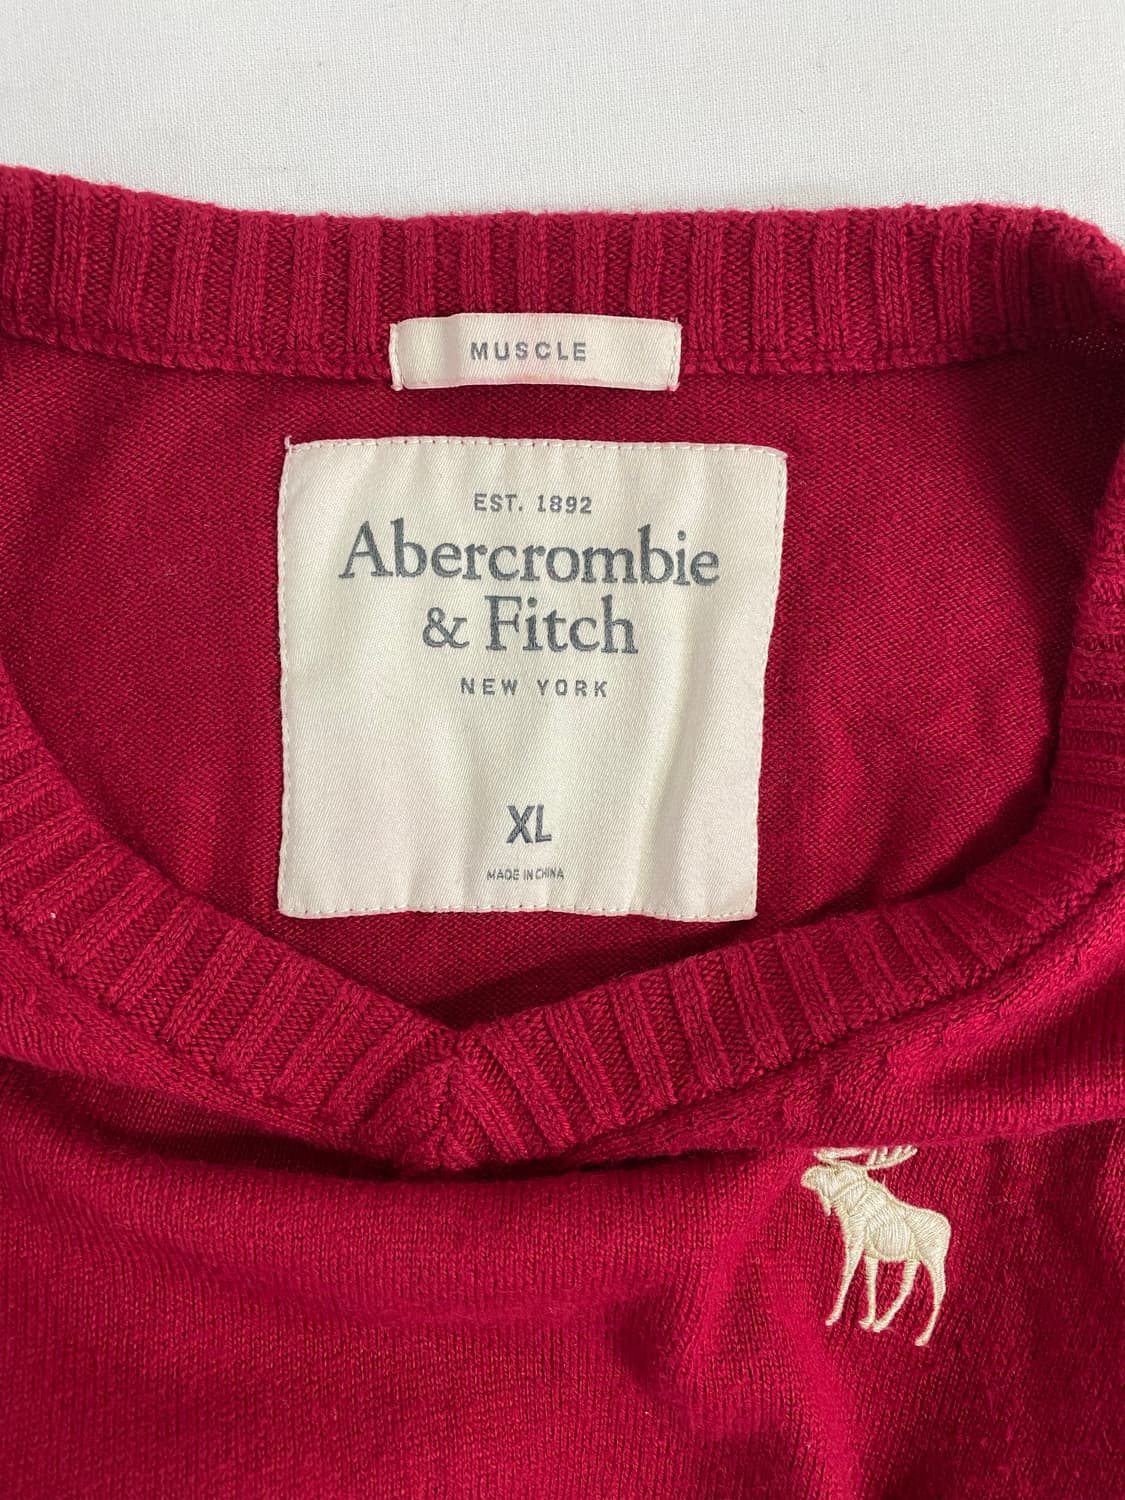 MUSCLE
EST. 1892
Abercrombie
& Fitch
NEW YORK
XL
MADE IN CHINA